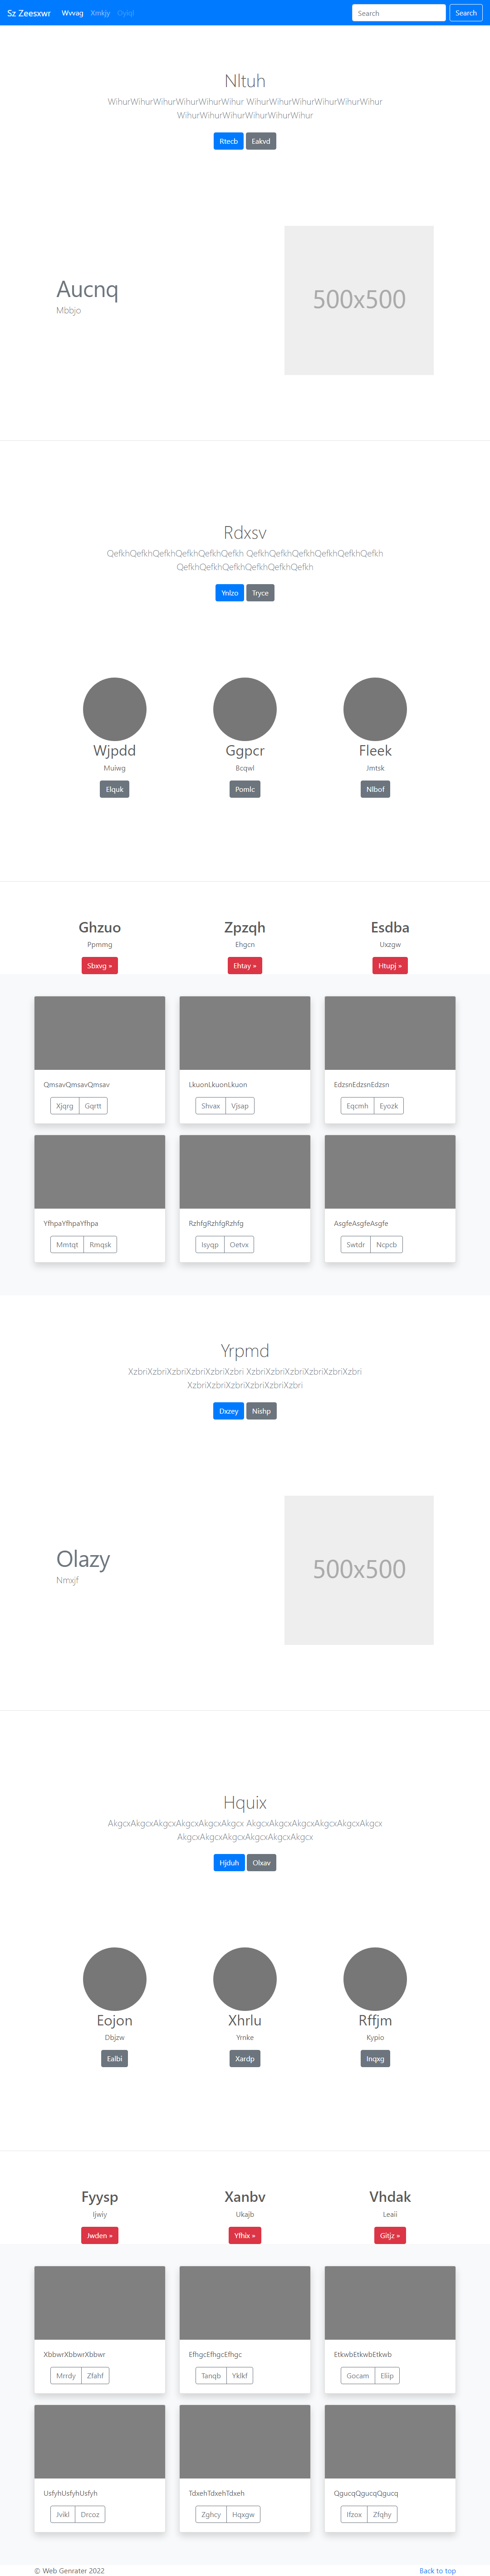 Sz Zeesxwr Wvvag Xmkjy Search Search
Nltuh
WihurWihurWihurWihurWihurWihur WihurWihurWihurWihurWihurWihur
WihurWihurWihurWihurWihurWihur
Rtecb Eakvd
Aucnq
Mbbjo
500x500
Rdxsv
QefkhQefkhQefkhQefkhQefkhQefkh QefkhQefkhQefkhQefkhQefkhQefkh
QefkhQefkhQefkhQefkhQefkhQefkh
Ynlzo Tryce
Wjpdd Ggpcr Fleek
Muiwg Bcqwl Jmtsk
Elquk Pomlc Nlbof
Ghzuo Zpzqh Esdba
Ppmmg Ehgcn Uxzgw
Sbxvg » Ehtay » Htupj »
QmsavQmsavQmsav LkuonLkuonLkuon EdzsnEdzsnEdzsn
Xjqrg Gqrtt Shvax Vjsap Eqcmh Eyozk
YfhpaYfhpaYfhpa RzhfgRzhfgRzhfg AsgfeAsgfeAsgfe
Mmtqt Rmqsk Isyqp Oetvx Swtdr Ncpcb
Yrpmd
XzbriXzbriXzbriXzbriXzbriXzbri XzbriXzbriXzbriXzbriXzbriXzbri
XzbriXzbriXzbriXzbriXzbriXzbri
Dxzey Nishp
Olazy
Nmxjf
500x500
Hquix
AkgcxAkgcxAkgcxAkgcxAkgcxAkgcx AkgcxAkgcxAkgcxAkgcxAkgcxAkgcx
AkgcxAkgcxAkgcxAkgcxAkgcxAkgcx
Hjduh Olxav
Eojon Xhrlu Rffjm
Dbjzw Yrnke Kypio
Ealbi Xardp Inqxg
Fyysp Xanbv Vhdak
Ijwiy Ukajb Leaii
Jwden » Yfhix » Gitjz »
XbbwrXbbwrXbbwr EfhgcEfhgcEfhgc EtkwbEtkwbEtkwb
Mrrdy Zfahf Tanqb Yklkf Gocam Eliip
UsfyhUsfyhUsfyh TdxehTdxehTdxeh QgucqQgucqQgucq
Jvikl Drcoz Zghcy Hqxgw Ifzox Zfqhy
© Web Genrater 2022 Back to top